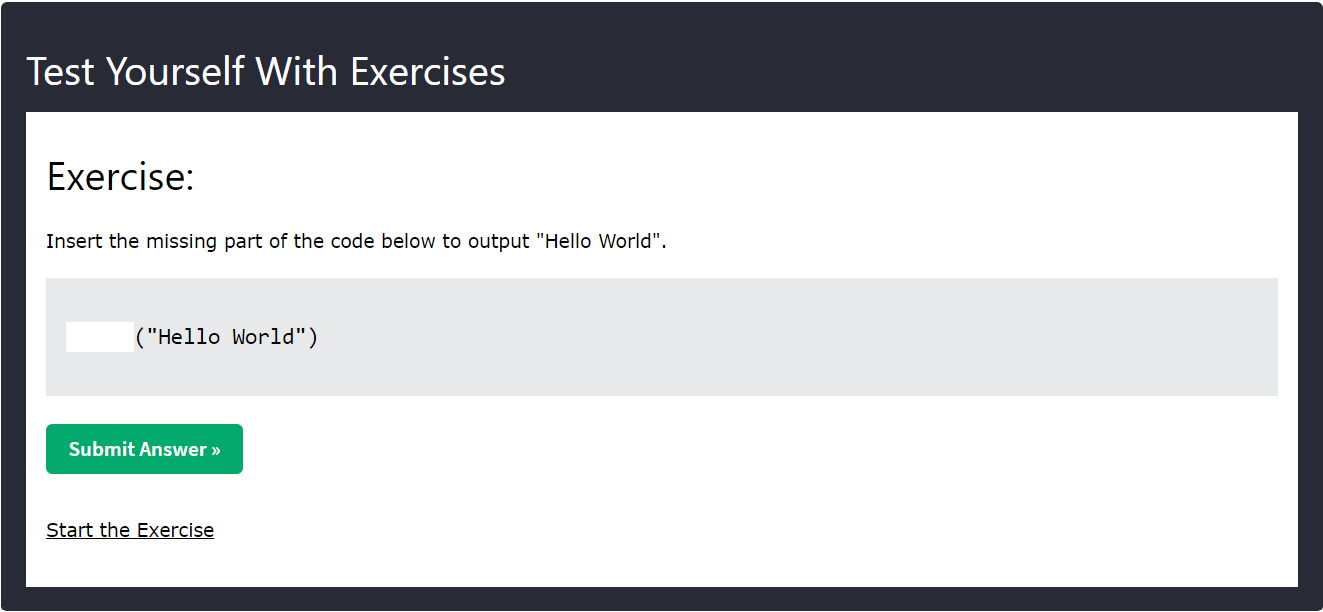 Test Yourself With Exercises
Exercise:
Insert the missing part of the code below to output "Hello World".
("Hello World")
Submit Answer »
Start the Exercise